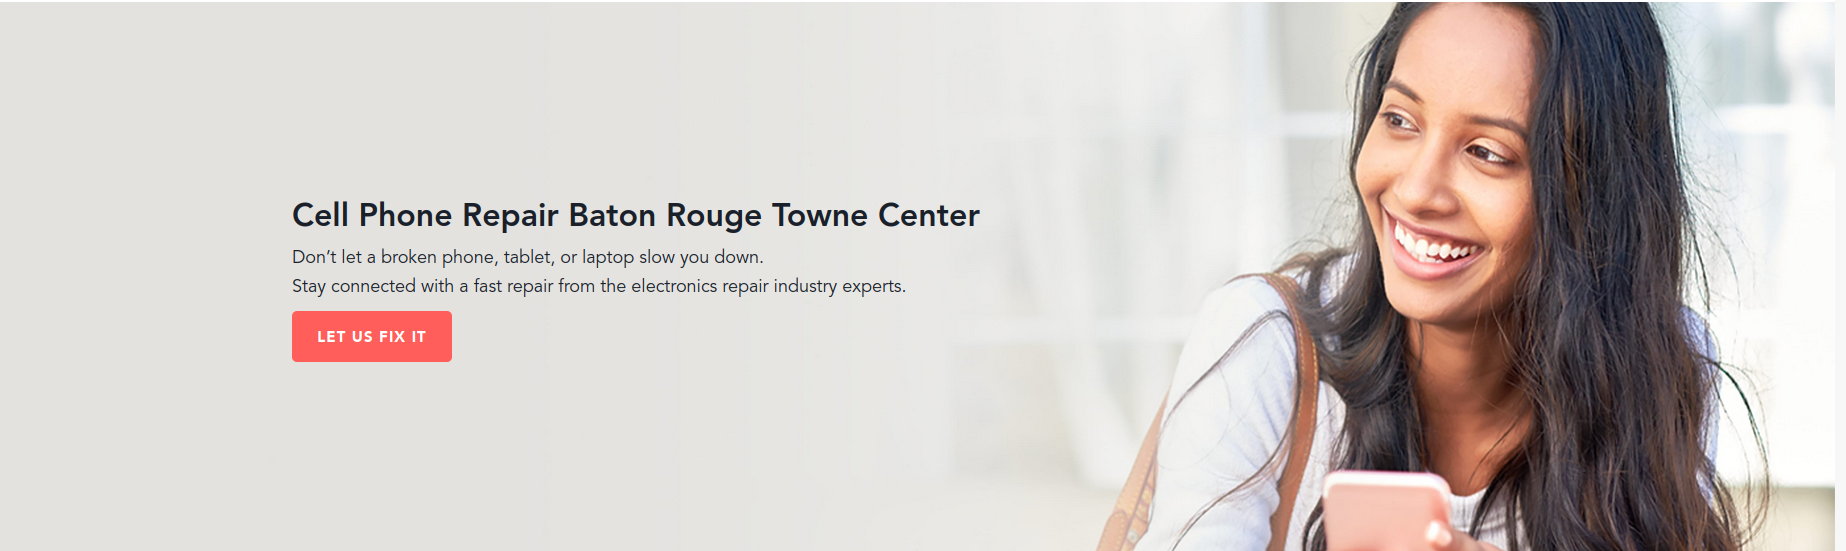 Cell Phone Repair Baton Rouge Towne Center
Don’t let a broken phone, tablet, or laptop slow you down.
Stay connected with a fast repair from the electronics repair industry experts.
LET US FIX IT